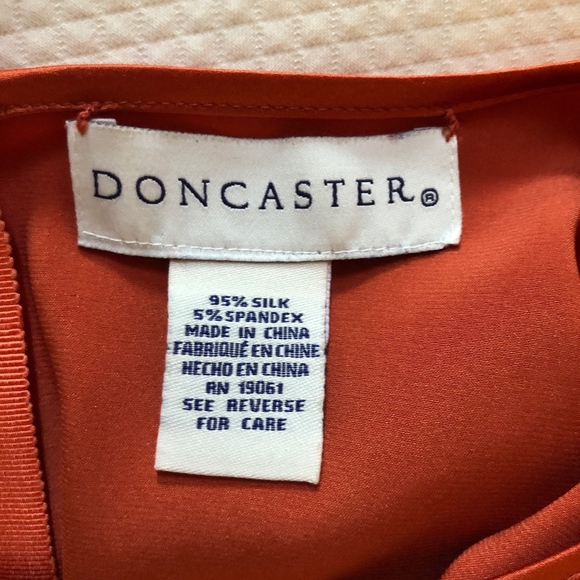 DONCASTER®
95% SILK
5% SPANDEX
MADE IN CHINA
FABRIQUÉ EN CHINE
HECHO EN CHINA
RN 19061
SEE REVERSE
FOR CARE